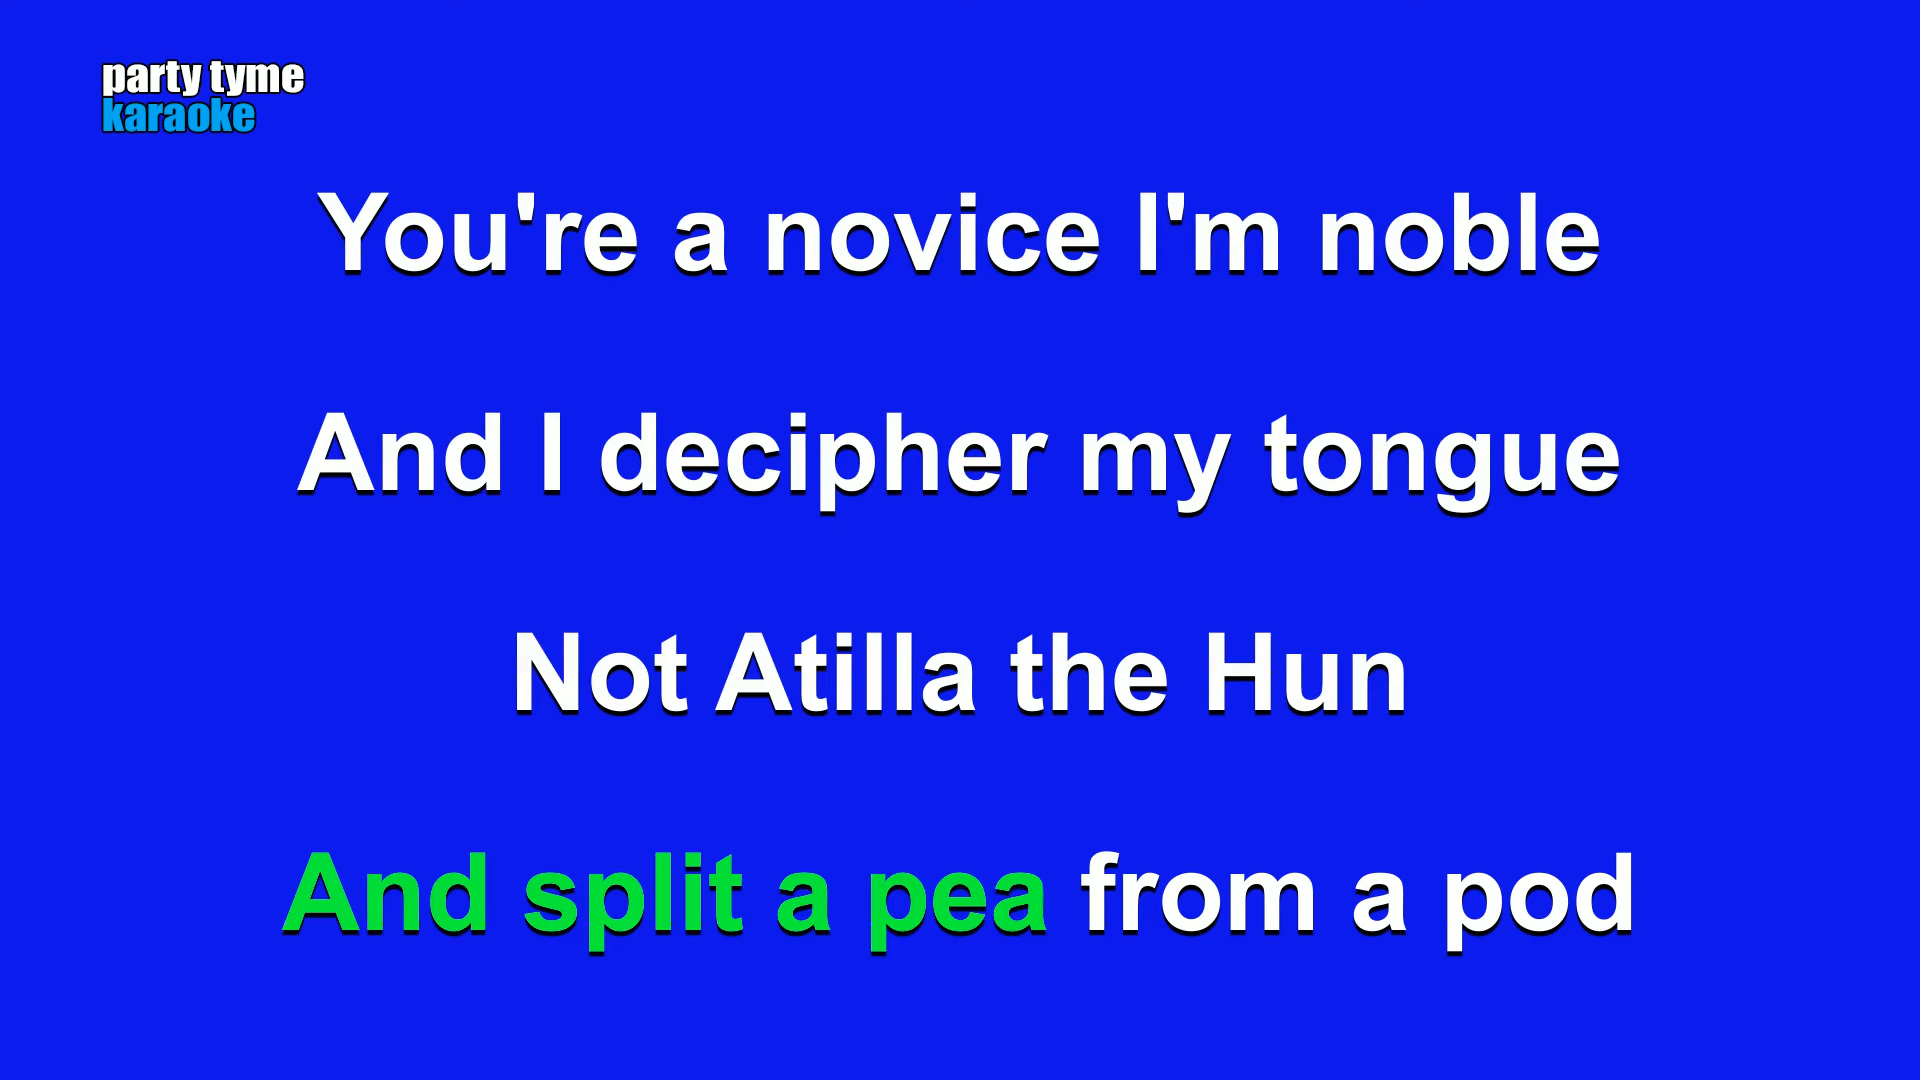 party tyme
karaoke
You're a novice I'm noble
And I decipher my tongue
Not Atilla the Hun
And split a pea from a pod